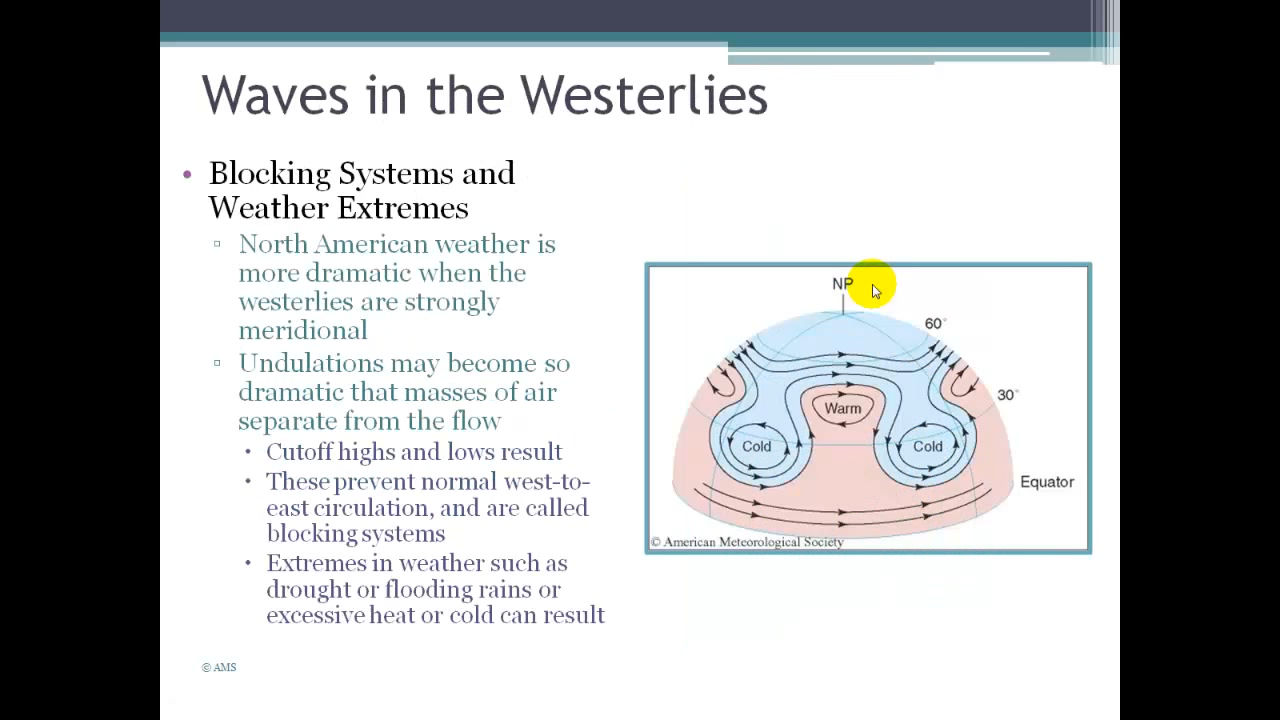 Waves in the Westerlies
• Blocking Systems and
Weather Extremes
▫ North American weather is
more dramatic when the
westerlies are strongly
meridional
▫ Undulations may become so
dramatic that masses of air
separate from the flow
• Cutoff highs and lows result
• These prevent normal west-to-
east circulation, and are called
blocking systems
• Extremes in weather such as
drought or flooding rains or
excessive heat or cold can result
NP
60°
30°
Warm
Cold
Cold
Equator
© American Meteorological Society
© AMS